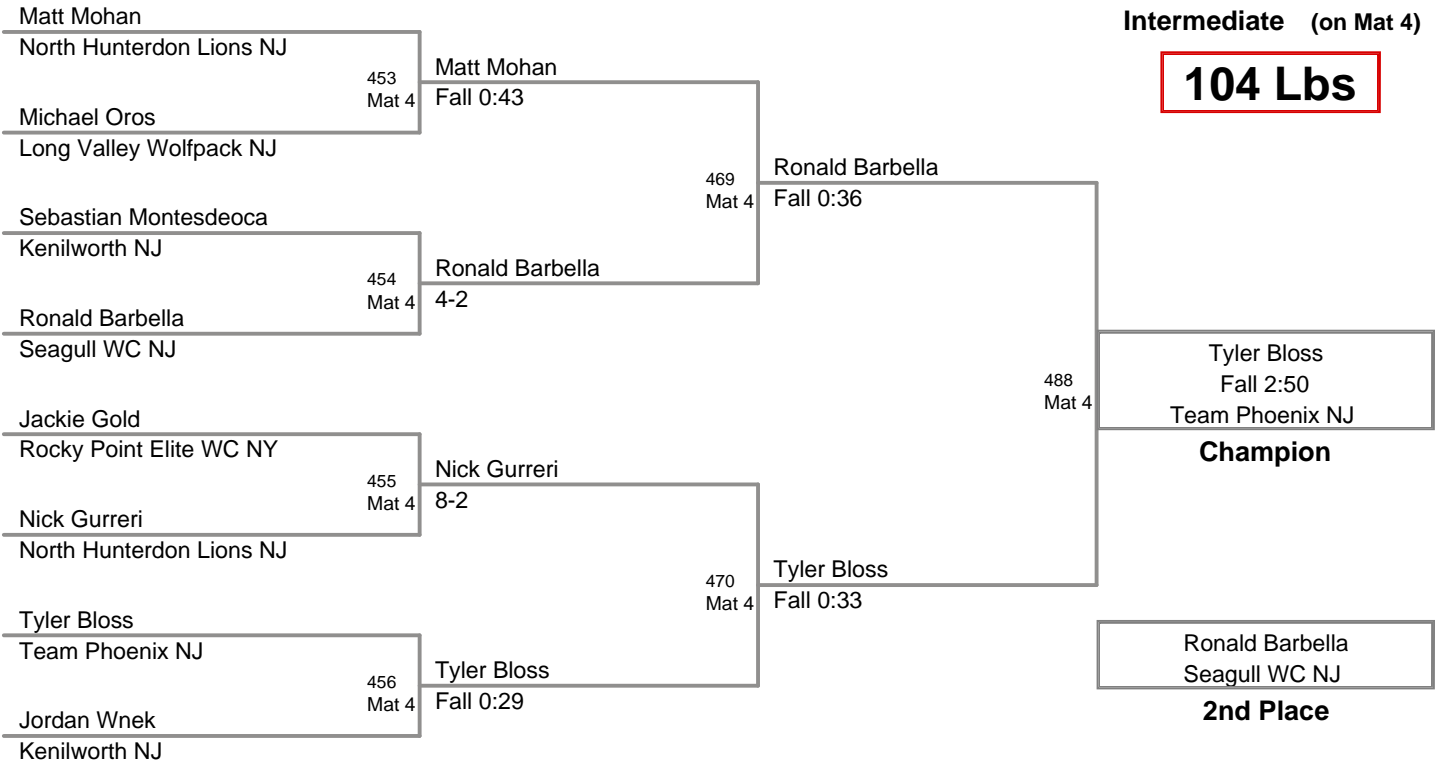 Intermediate (on Mat 4)
104 Lbs
Matt Mohan
North Hunterdon Lions NJ
453
Mat 4
Michael Oros
Long Valley Wolfpack NJ
Sebastian Montesdeoca
Kenilworth NJ
454
Mat 4
Ronald Barbella
Seagull WC NJ
Jackie Gold
Rocky Point Elite WC NY
455
Mat 4
Nick Gurreri
North Hunterdon Lions NJ
Tyler Bloss
Team Phoenix NJ
456
Mat 4
Jordan Wnek
Kenilworth NJ
Matt Mohan
Fall 0:43
469
Mat 4
Ronald Barbella
4-2
Nick Gurreri
8-2
470
Mat 4
Tyler Bloss
Fall 0:29
Ronald Barbella
Fall 0:36
488
Mat 4
Tyler Bloss
Fall 0:33
Tyler Bloss
Fall 2:50
Team Phoenix NJ
Champion
Ronald Barbella
Seagull WC NJ
2nd Place